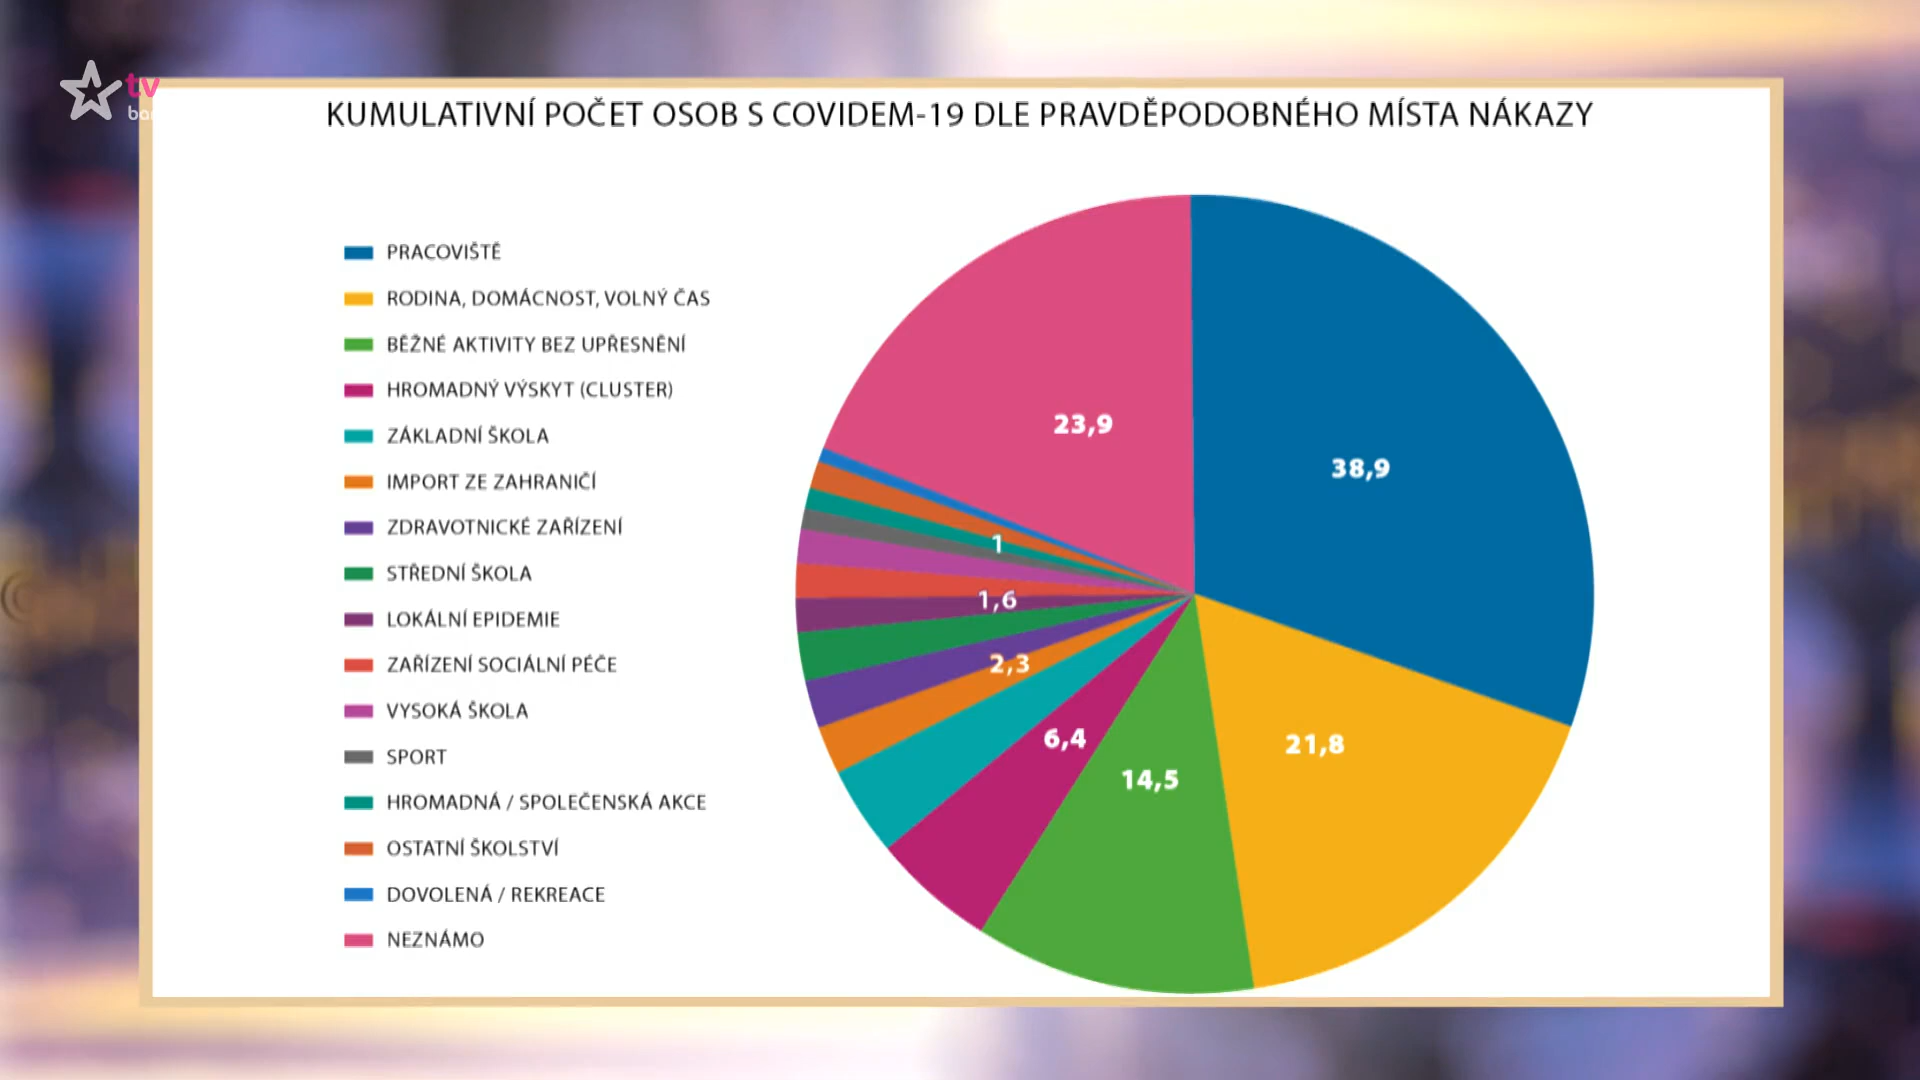 tv
KUMULATIVNÍ POČET OSOB S COVIDEM-19 DLE PRAVDĚPODOBNÉHO MÍSTA NÁKAZY
PRACOVIŠTĚ
RODINA, DOMÁCNOST, VOLNÝ ČAS
BĚŽNÉ AKTIVITY BEZ UPŘESNĚNÍ
HROMADNÝ VÝSKYT (CLUSTER)
ZÁKLADNÍ ŠKOLA
IMPORT ZE ZAHRANIČÍ
ZDRAVOTNICKÉ ZAŘÍZENÍ
STŘEDNÍ ŠKOLA
LOKÁLNÍ EPIDEMIE
ZAŘÍZENÍ SOCIÁLNÍ PÉČE
VYSOKÁ ŠKOLA
SPORT
HROMADNÁ / SPOLEČENSKÁ AKCE
OSTATNÍ ŠKOLSTVÍ
DOVOLENÁ / REKREACE
NEZNÁMO
23,9
38,9
1
1,6
2,3
6,4
14,5
21,8